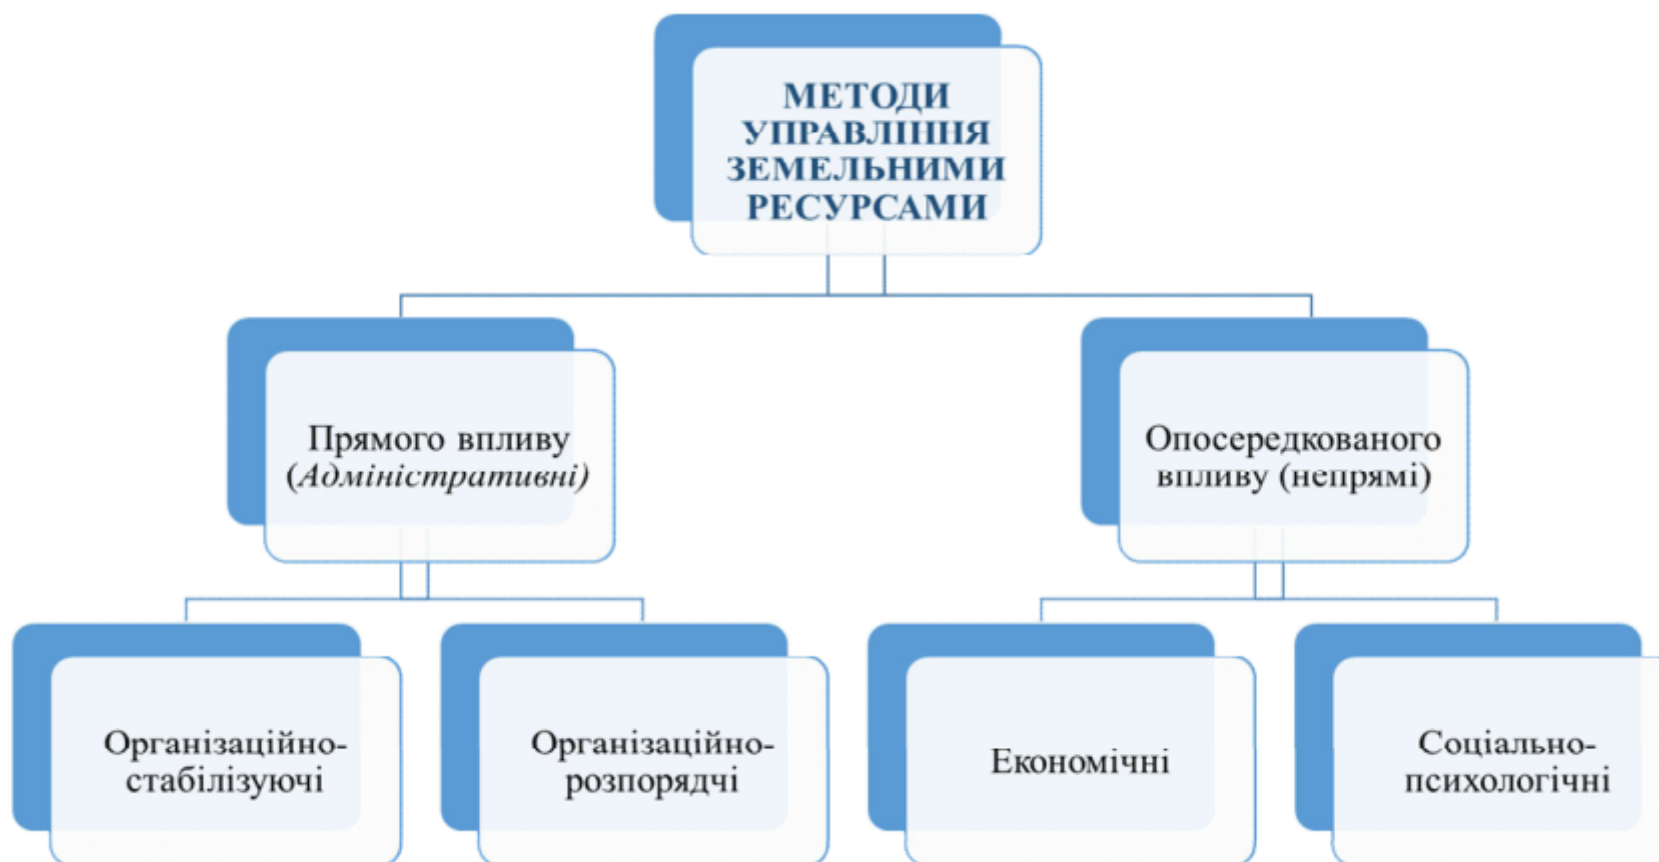 МЕТОДИ
УПРАВЛІННЯ
ЗЕМЕЛЬНИМИ
РЕСУРСАМИ
Прямого впливу
(Адміністративні)
Опосередкованого
впливу (непрямі)
Організаційно-
стабілізуючі
Організаційно-
розпорядчі
Економічні
Соціально-
психологічні